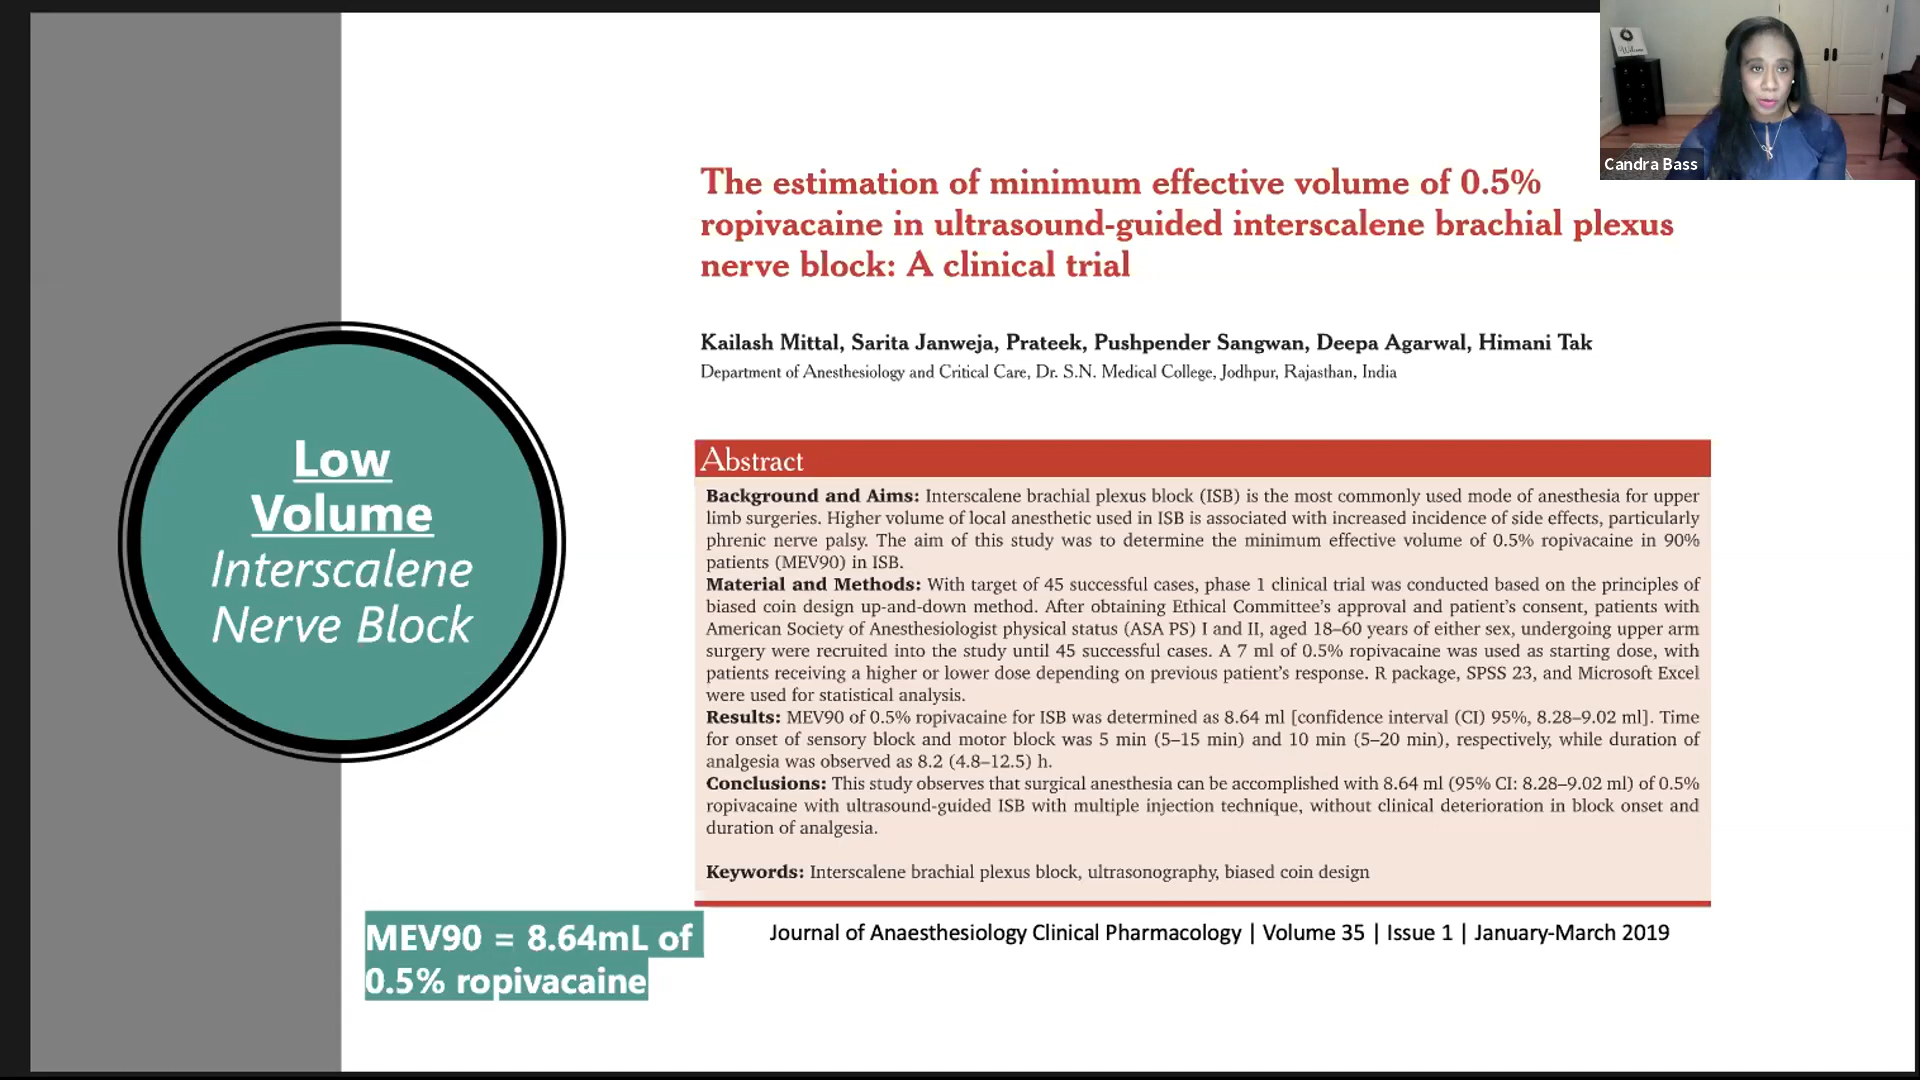 Welcome
Candra Bass
The estimation of minimum effective volume of 0.5%
ropivacaine in ultrasound-guided interscalene brachial plexus
nerve block: A clinical trial
Kailash Mittal, Sarita Janweja, Prateek, Pushpender Sangwan, Deepa Agarwal, Himani Tak
Department of Anesthesiology and Critical Care, Dr. S.N. Medical College, Jodhpur, Rajasthan, India
Low
Volume
Interscalene
Nerve Block
Abstract
Background and Aims: Interscalene brachial plexus block (ISB) is the most commonly used mode of anesthesia for upper
limb surgeries. Higher volume of local anesthetic used in ISB is associated with increased incidence of side effects, particularly
phrenic nerve palsy. The aim of this study was to determine the minimum effective volume of 0.5% ropivacaine in 90%
patients (MEV90) in ISB.
Material and Methods: With target of 45 successful cases, phase 1 clinical trial was conducted based on the principles of
biased coin design up-and-down method. After obtaining Ethical Committee's approval and patient's consent, patients with
American Society of Anesthesiologist physical status (ASA PS) I and II, aged 18–60 years of either sex, undergoing upper arm
surgery were recruited into the study until 45 successful cases. A 7 ml of 0.5% ropivacaine was used as starting dose, with
patients receiving a higher or lower dose depending on previous patient's response. R package, SPSS 23, and Microsoft Excel
were used for statistical analysis.
Results: MEV90 of 0.5% ropivacaine for ISB was determined as 8.64 ml [confidence interval (CI) 95%, 8.28–9.02 ml]. Time
for onset of sensory block and motor block was 5 min (5–15 min) and 10 min (5–20 min), respectively, while duration of
analgesia was observed as 8.2 (4.8–12.5) h.
Conclusions: This study observes that surgical anesthesia can be accomplished with 8.64 ml (95% CI: 8.28–9.02 ml) of 0.5%
ropivacaine with ultrasound-guided ISB with multiple injection technique, without clinical deterioration in block onset and
duration of analgesia.
Keywords: Interscalene brachial plexus block, ultrasonography, biased coin design
MEV90 = 8.64mL of
0.5% ropivacaine
Journal of Anaesthesiology Clinical Pharmacology | Volume 35 | Issue 1 | January-March 2019